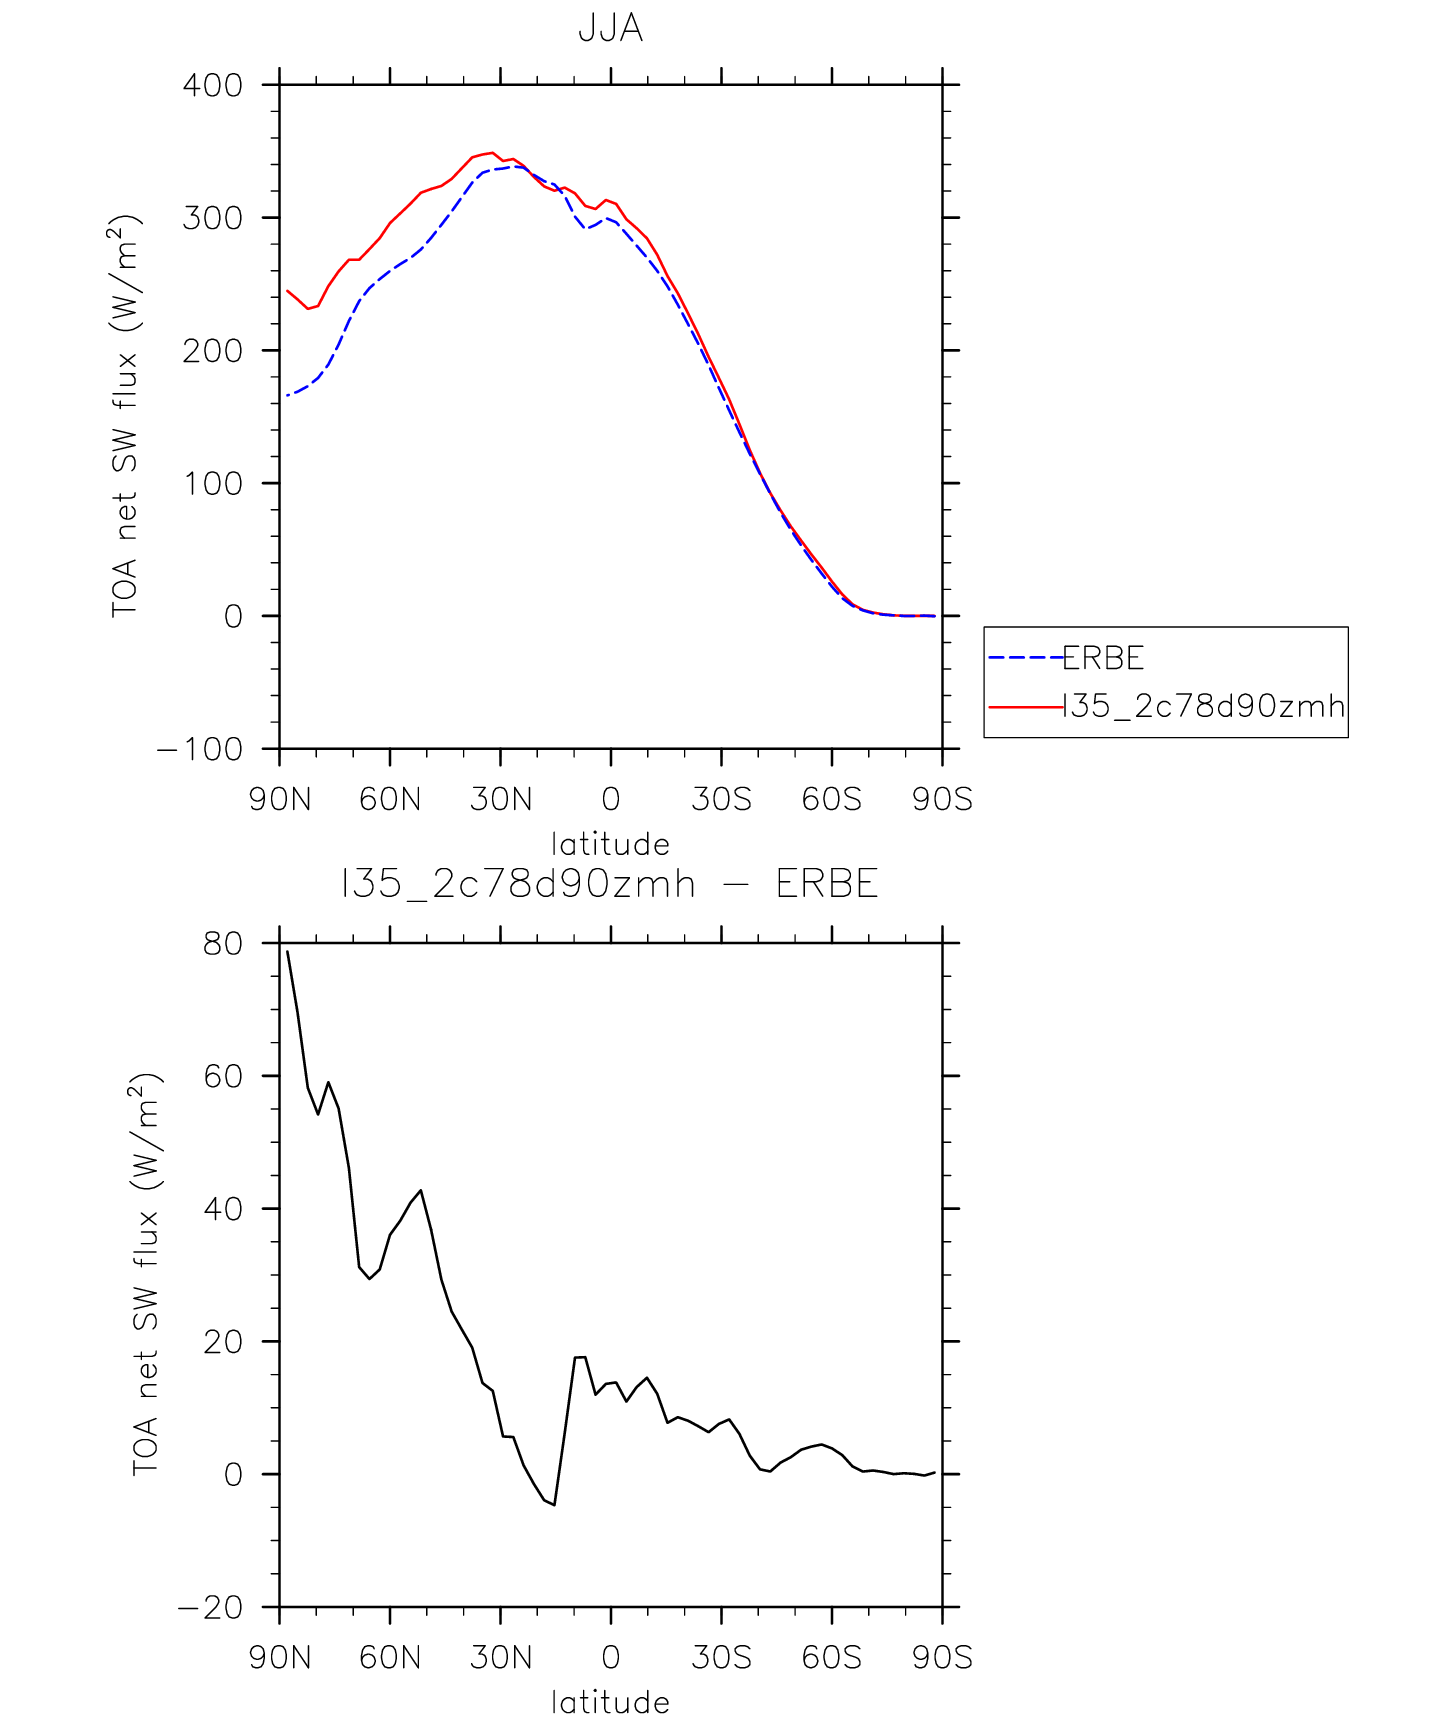 JJA
400
300
200
100
0
-100
TOA net SW flux (W/m²)
90N 60N 30N 0 30S 60S 90S
latitude
ERBE
I35_2c78d90zmh
I35_2c78d90zmh - ERBE
80
60
40
20
0
-20
TOA net SW flux (W/m²)
90N 60N 30N 0 30S 60S 90S
latitude